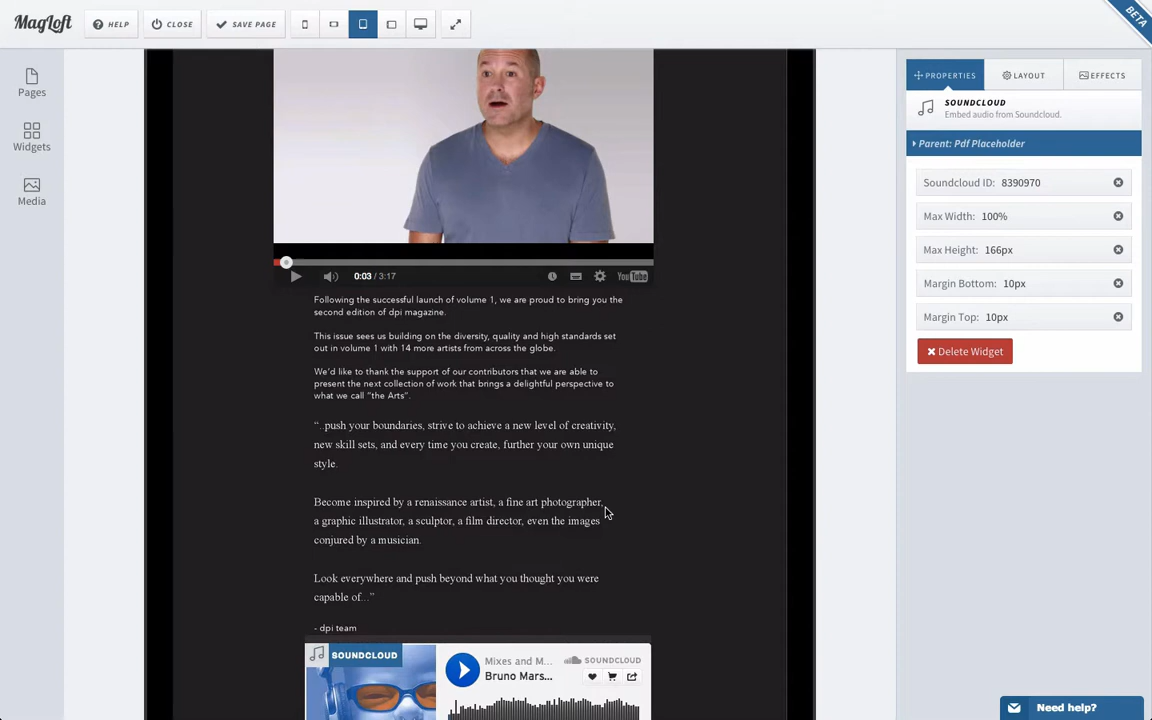 MagLoft
HELP
CLOSE
SAVE PAGE
BETA
Pages
Widgets
Media
0:03 / 3:17
YouTube
Following the successful launch of volume 1, we are proud to bring you the
second edition of dpi magazine.
This issue sees us building on the diversity, quality and high standards set
out in volume 1 with 14 more artists from across the globe.
We'd like to thank the support of our contributors that we are able to
present the next collection of work that brings a delightful perspective to
what we call "the Arts".
“..push your boundaries, strive to achieve a new level of creativity,
new skill sets, and every time you create, further your own unique
style.
Become inspired by a renaissance artist, a fine art photographer,
a graphic illustrator, a sculptor, a film director, even the images
conjured by a musician.
Look everywhere and push beyond what you thought you were
capable of...”
- dpi team
SOUNDCLOUD
Mixes and M...
SOUNDCLOUD
Bruno Mars...
PROPERTIES
LAYOUT
EFFECTS
SOUNDCLOUD
Embed audio from Soundcloud.
Parent: Pdf Placeholder
Soundcloud ID: 8390970
Max Width: 100%
Max Height: 166px
Margin Bottom: 10px
Margin Top: 10px
Delete Widget
Need help?